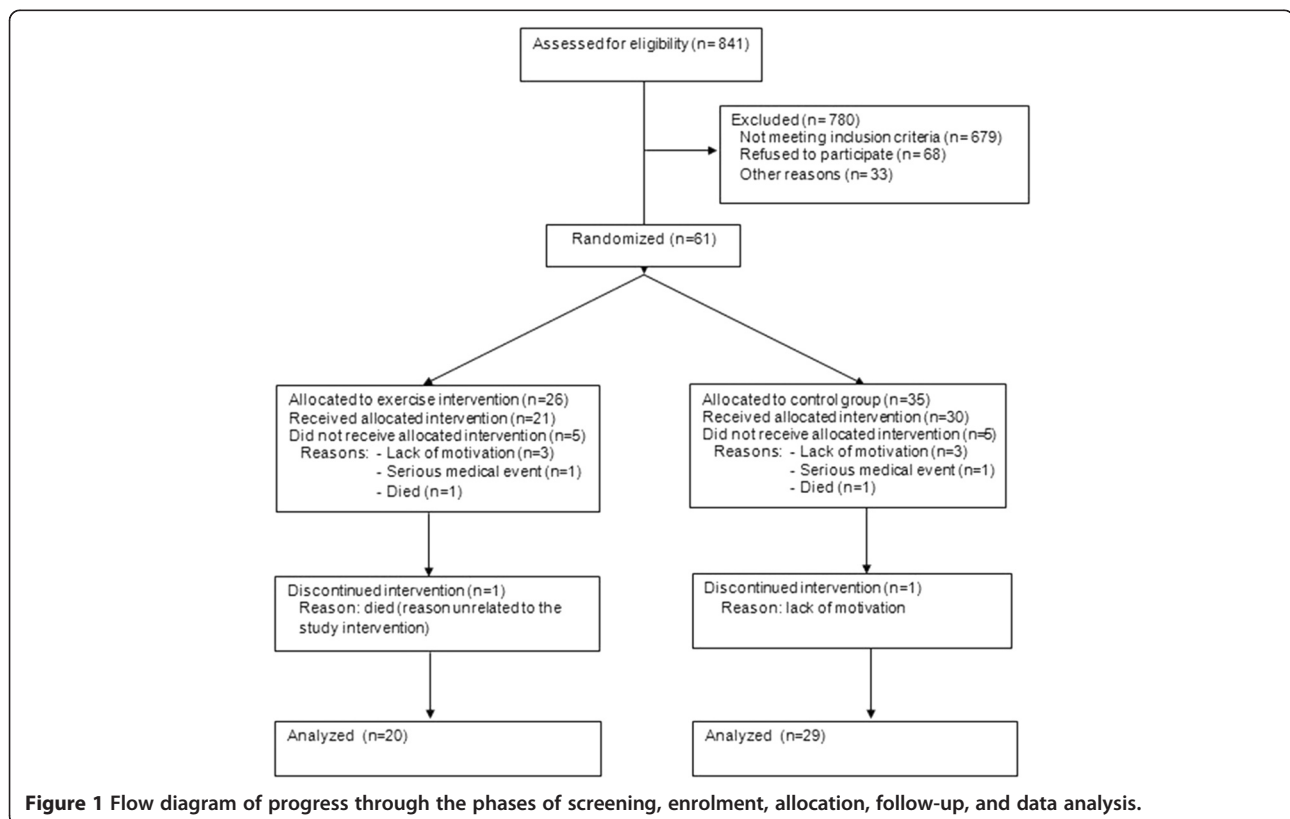 Assessed for eligibility (n= 841)
Excluded (n= 780)
Not meeting inclusion criteria (n= 679)
Refused to participate (n= 68)
Other reasons (n= 33)
Randomized (n=61)
Allocated to exercise intervention (n=26)
Received allocated intervention (n=21)
Did not receive allocated intervention (n=5)
Reasons: - Lack of motivation (n=3)
- Serious medical event (n=1)
- Died (n=1)
Allocated to control group (n=35)
Received allocated intervention (n=30)
Did not receive allocated intervention (n=5)
Reasons: - Lack of motivation (n=3)
- Serious medical event (n=1)
- Died (n=1)
Discontinued intervention (n=1)
Reason: died (reason unrelated to the
study intervention)
Discontinued intervention (n=1)
Reason: lack of motivation
Analyzed (n=20)
Analyzed (n=29)
Figure 1 Flow diagram of progress through the phases of screening, enrolment, allocation, follow-up, and data analysis.